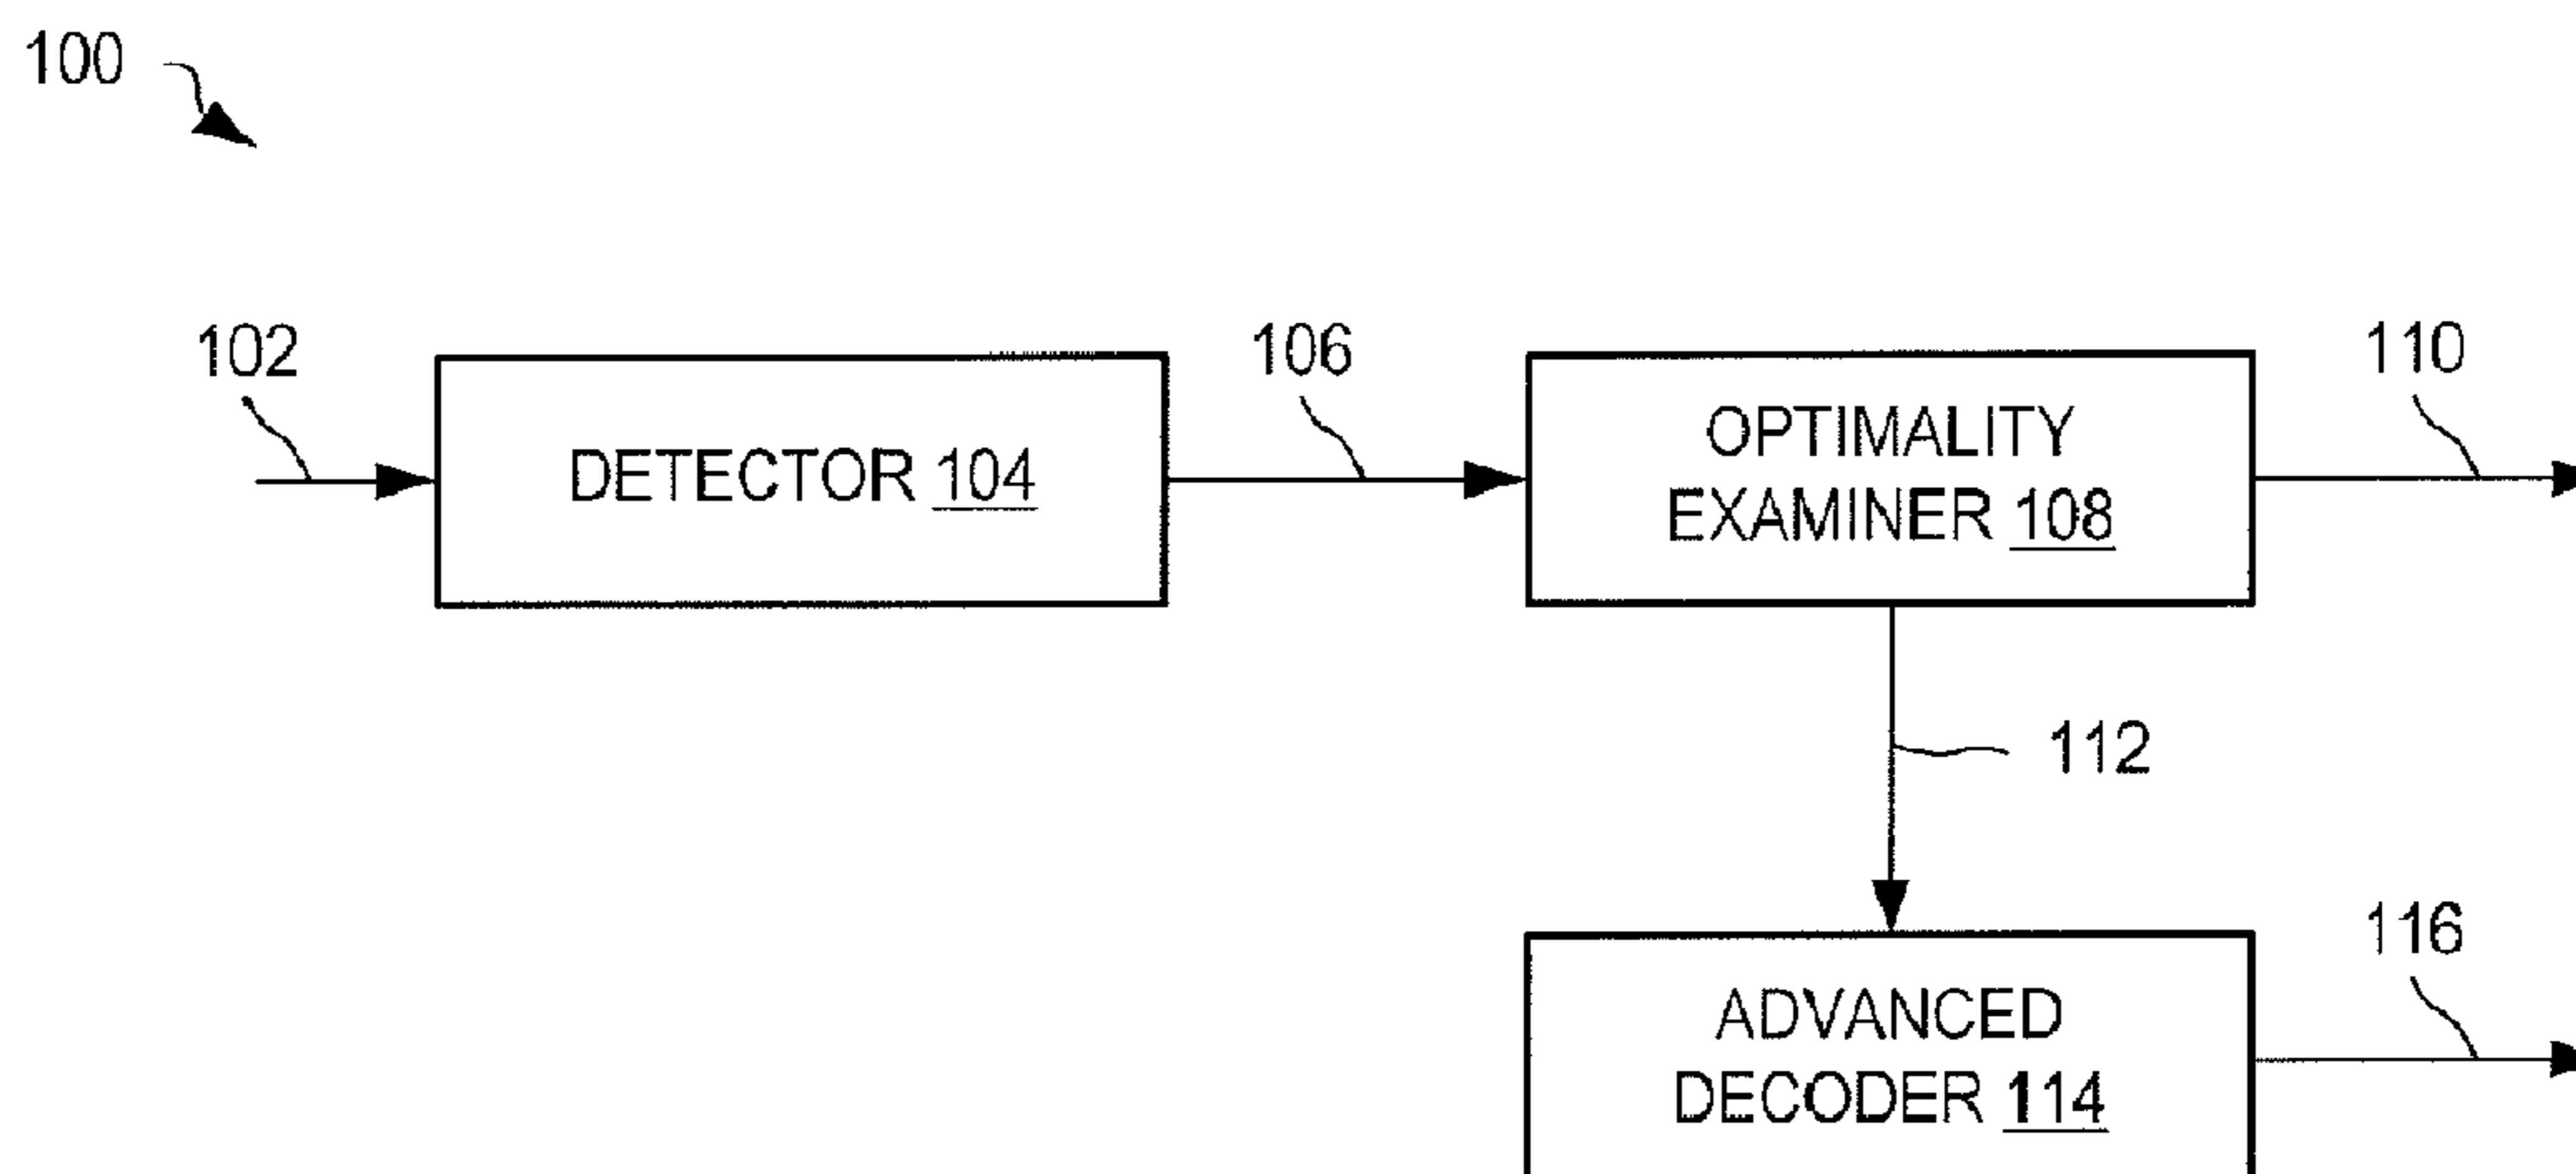 100
102
106
110
DETECTOR 104
OPTIMALITY
EXAMINER 108
112
116
ADVANCED
DECODER 114